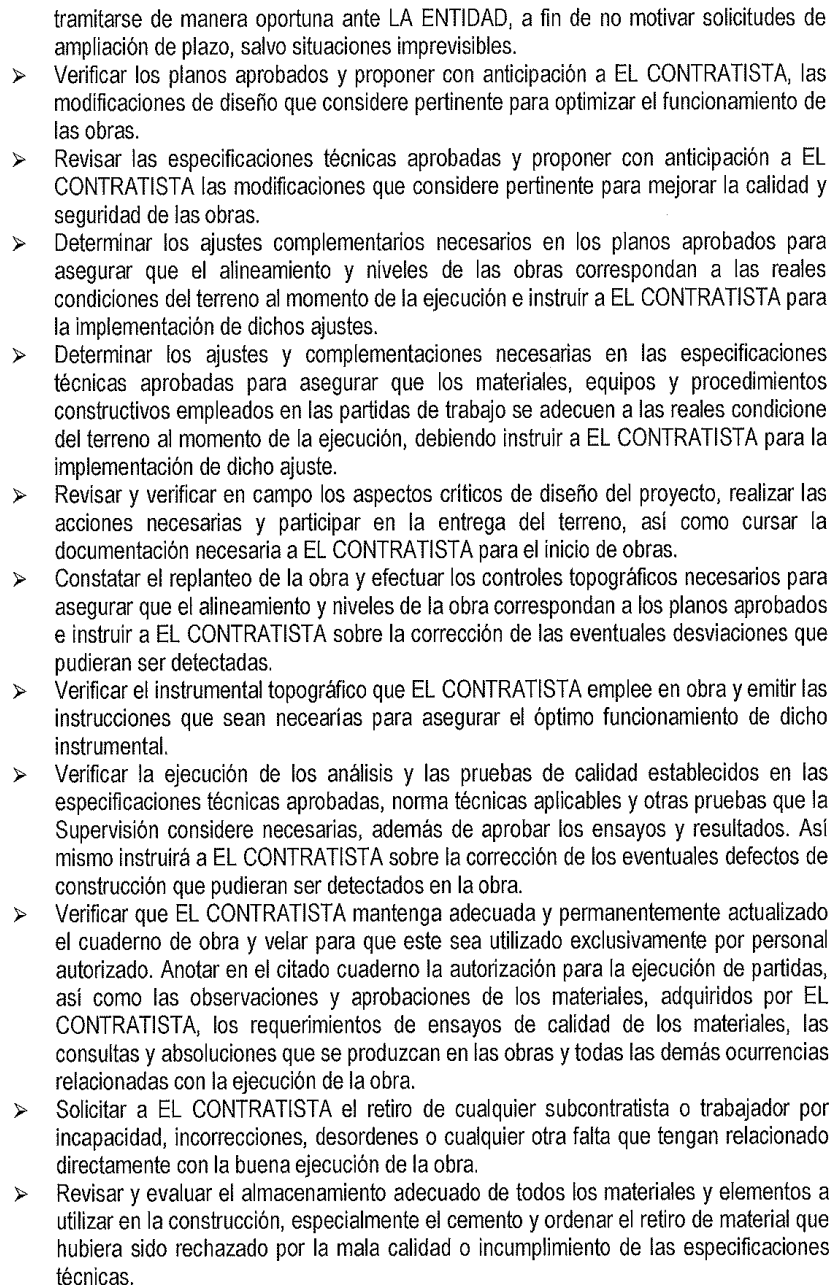 tramitarse de manera oportuna ante LA ENTIDAD, a fin de no motivar solicitudes de
ampliación de plazo, salvo situaciones imprevisibles.
➢ Verificar los planos aprobados y proponer con anticipación a EL CONTRATISTA, las
modificaciones de diseño que considere pertinente para optimizar el funcionamiento de
las obras.
➢ Revisar las especificaciones técnicas aprobadas y proponer con anticipación a EL
CONTRATISTA las modificaciones que considere pertinente para mejorar la calidad y
seguridad de las obras.
➢ Determinar los ajustes complementarios necesarios en los planos aprobados para
asegurar que el alineamiento y niveles de las obras correspondan a las reales
condiciones del terreno al momento de la ejecución e instruir a EL CONTRATISTA para
la implementación de dichos ajustes.
➢ Determinar los ajustes y complementaciones necesarias en las especificaciones
técnicas aprobadas para asegurar que los materiales, equipos y procedimientos
constructivos empleados en las partidas de trabajo se adecuen a las reales condicione
del terreno al momento de la ejecución, debiendo instruir a EL CONTRATISTA para la
implementación de dicho ajuste.
➢ Revisar y verificar en campo los aspectos críticos de diseño del proyecto, realizar las
acciones necesarias y participar en la entrega del terreno, así como cursar la
documentación necesaria a EL CONTRATISTA para el inicio de obras.
➢ Constatar el replanteo de la obra y efectuar los controles topográficos necesarios para
asegurar que el alineamiento y niveles de la obra correspondan a los planos aprobados
e instruir a EL CONTRATISTA sobre la corrección de las eventuales desviaciones que
pudieran ser detectadas.
➢ Verificar el instrumental topográfico que EL CONTRATISTA emplee en obra y emitir las
instrucciones que sean necearías para asegurar el óptimo funcionamiento de dicho
instrumental.
➢ Verificar la ejecución de los análisis y las pruebas de calidad establecidos en las
especificaciones técnicas aprobadas, norma técnicas aplicables y otras pruebas que la
Supervisión considere necesarias, además de aprobar los ensayos y resultados. Así
mismo instruirá a EL CONTRATISTA sobre la corrección de los eventuales defectos de
construcción que pudieran ser detectados en la obra.
➢ Verificar que EL CONTRATISTA mantenga adecuada y permanentemente actualizado
el cuaderno de obra y velar para que este sea utilizado exclusivamente por personal
autorizado. Anotar en el citado cuaderno la autorización para la ejecución de partidas,
así como las observaciones y aprobaciones de los materiales, adquiridos por EL
CONTRATISTA, los requerimientos de ensayos de calidad de los materiales, las
consultas y absoluciones que se produzcan en las obras y todas las demás ocurrencias
relacionadas con la ejecución de la obra.
➢ Solicitar a EL CONTRATISTA el retiro de cualquier subcontratista o trabajador por
incapacidad, incorrecciones, desordenes o cualquier otra falta que tengan relacionado
directamente con la buena ejecución de la obra.
➢ Revisar y evaluar el almacenamiento adecuado de todos los materiales y elementos a
utilizar en la construcción, especialmente el cemento y ordenar el retiro de material que
hubiera sido rechazado por la mala calidad o incumplimiento de las especificaciones
técnicas.